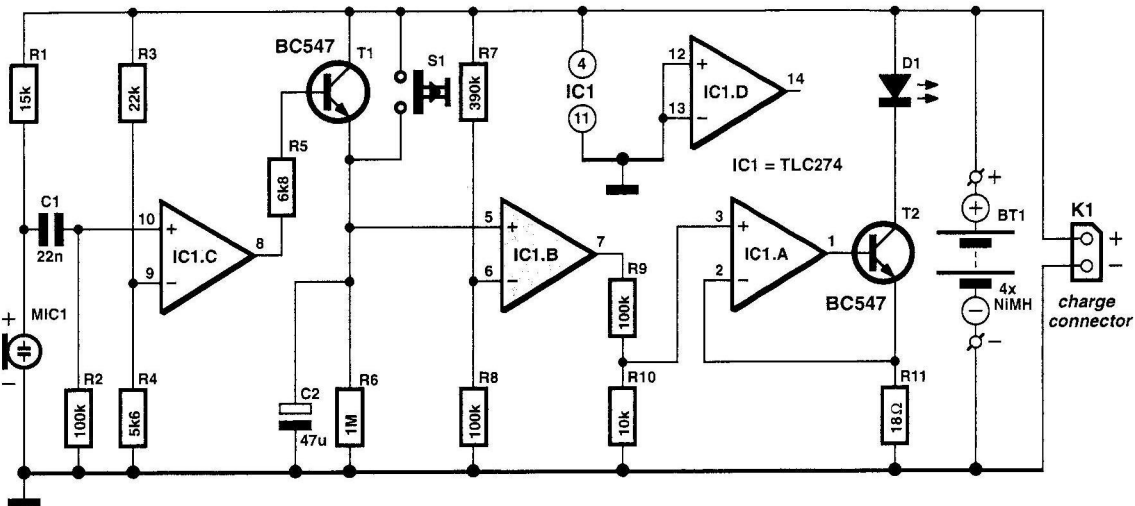 R1
15k
R3
22k
BC547
T1
S1
R7
390k
4
IC1
11
12
+
13
−
IC1.D
14
IC1 = TLC274
D1
R5
6k8
C1
22n
10
+
9
−
IC1.C
8
5
+
6
−
IC1.B
7
R9
100k
3
+
2
−
IC1.A
1
T2
BC547
+
+
BT1
4x
NiMH
−
−
K1
+
−
charge
connector
+
MIC1
−
R2
100k
R4
5k6
C2
47u
R6
1M
R8
100k
R10
10k
R11
18Ω